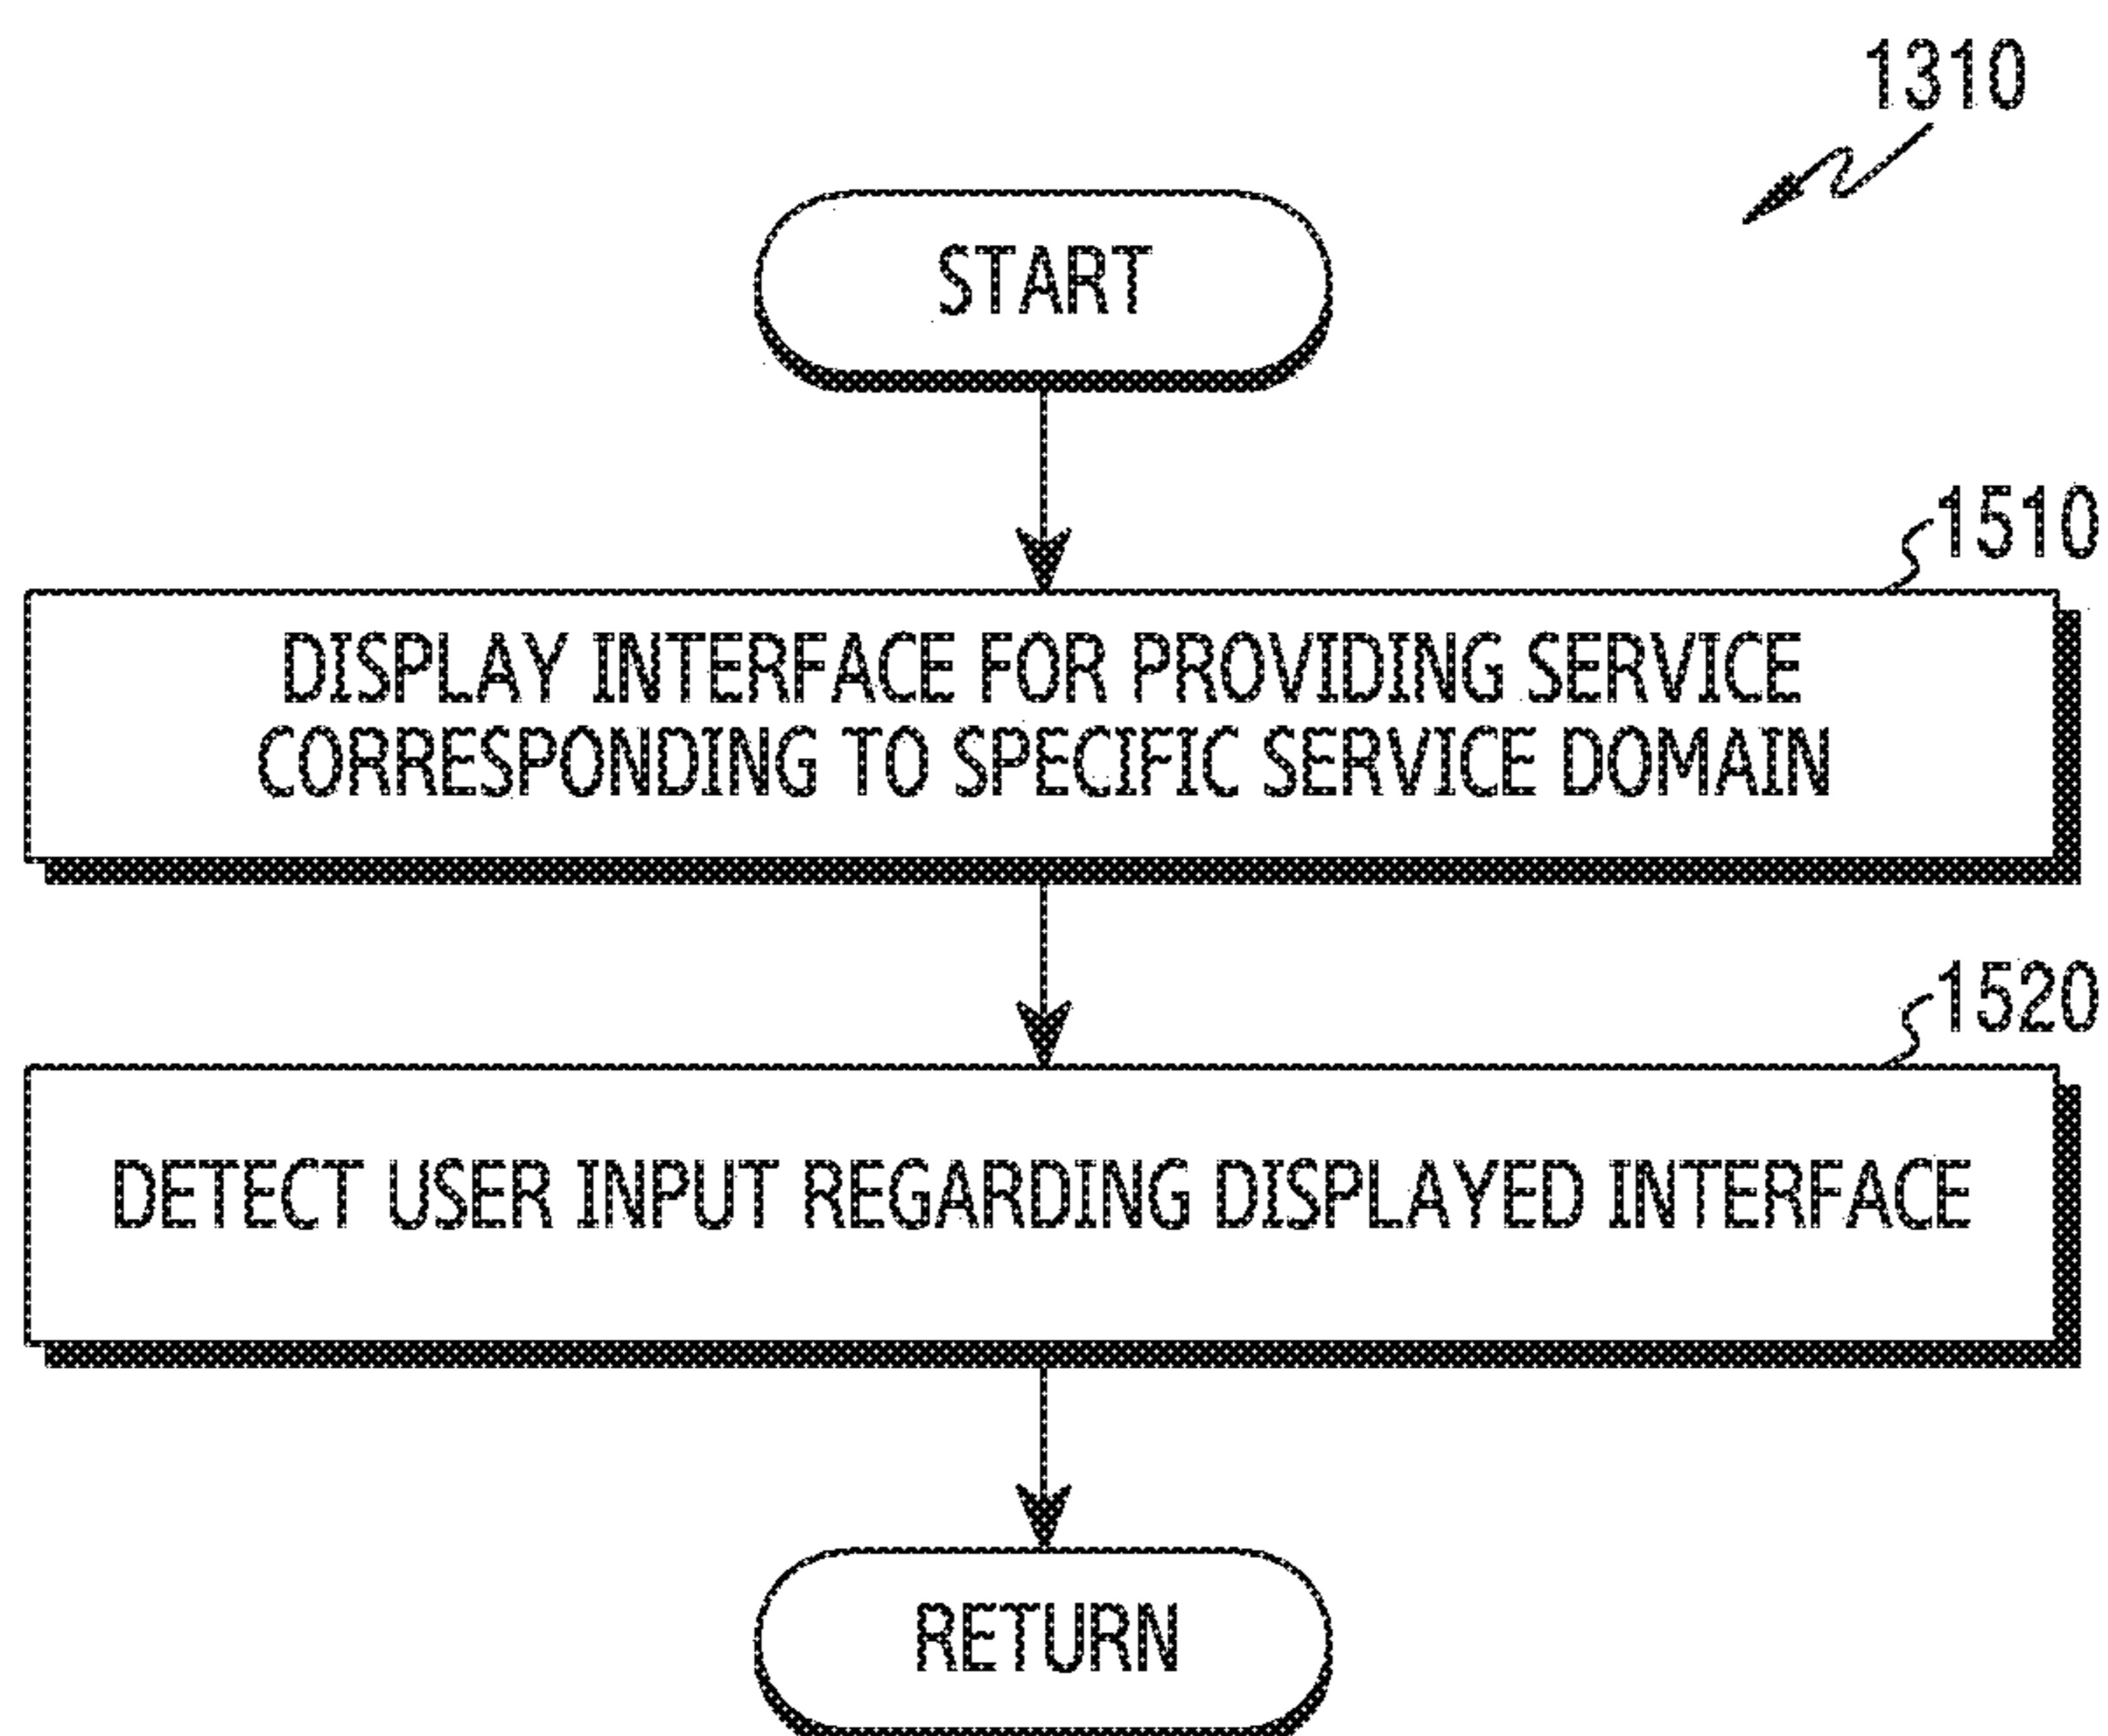 1310
START
1510
DISPLAY INTERFACE FOR PROVIDING SERVICE
CORRESPONDING TO SPECIFIC SERVICE DOMAIN
1520
DETECT USER INPUT REGARDING DISPLAYED INTERFACE
RETURN